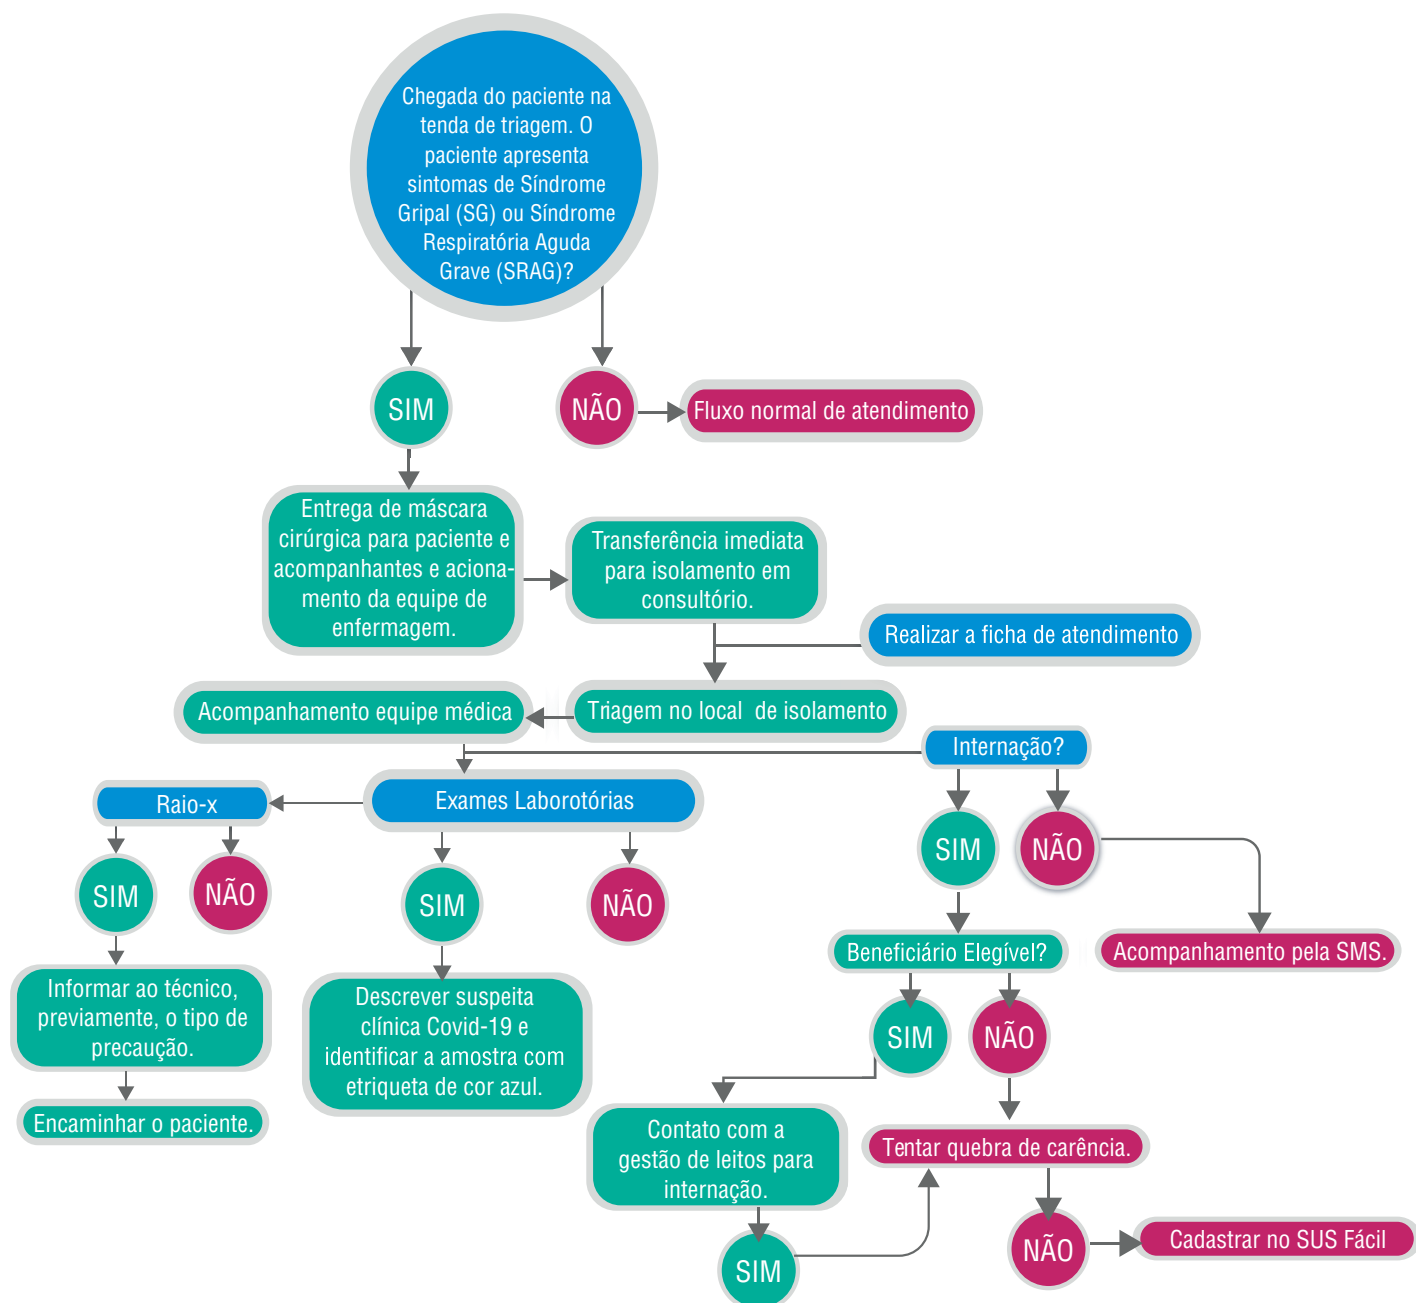 Chegada do paciente na
tenda de triagem. O
paciente apresenta
sintomas de Síndrome
Gripal (SG) ou Síndrome
Respiratória Aguda
Grave (SRAG)?
SIM
NÃO
Fluxo normal de atendimento
Entrega de máscara
cirúrgica para paciente e
acompanhantes e aciona-
mento da equipe de
enfermagem.
Transferência imediata
para isolamento em
consultório.
Realizar a ficha de atendimento
Triagem no local de isolamento
Acompanhamento equipe médica
Internação?
Raio-x
Exames Laborotórias
SIM
NÃO
SIM
NÃO
SIM
NÃO
Beneficiário Elegível?
Acompanhamento pela SMS.
Informar ao técnico,
previamente, o tipo de
precaução.
Encaminhar o paciente.
Descrever suspeita
clínica Covid-19 e
identificar a amostra com
etriqueta de cor azul.
SIM
NÃO
Contato com a
gestão de leitos para
internação.
Tentar quebra de carência.
SIM
NÃO
Cadastrar no SUS Fácil